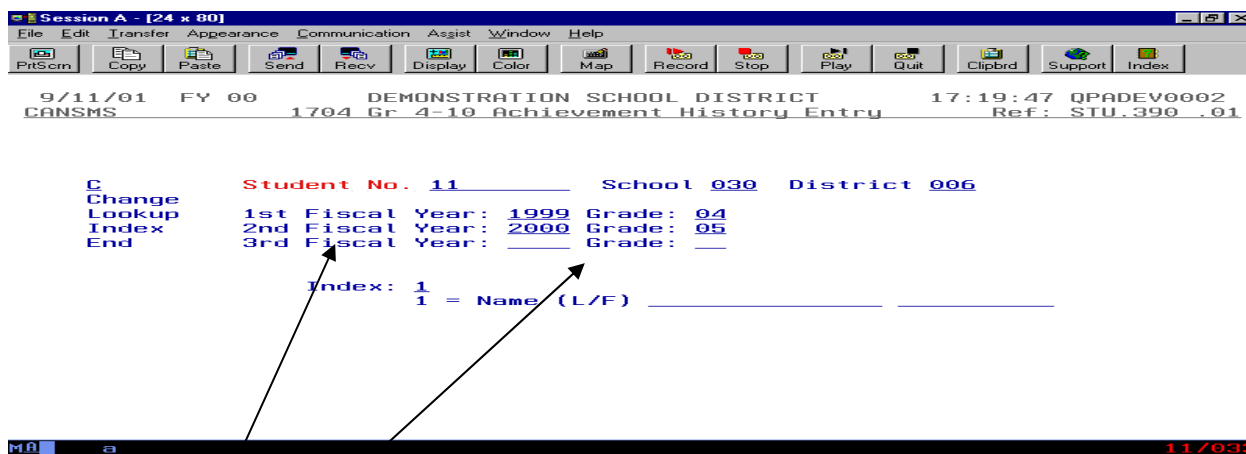 Session A - [24 x 80]
File Edit Transfer Appearance Communication Assist Window Help
PrtScrn Copy Paste Send Recv Display Color Map Record Stop Play Quit Clipbrd Support Index
9/11/01 FY 00 DEMONSTRATION SCHOOL DISTRICT 17:19:47 QPADEV0002
CANSMS 1704 Gr 4-10 Achievement History Entry Ref: STU.390 .01
C Student No. 11 School 030 District 006
Change
Lookup 1st Fiscal Year: 1999 Grade: 04
Index 2nd Fiscal Year: 2000 Grade: 05
End 3rd Fiscal Year: Grade:
Index: 1
1 = Name (L/F)
MA a 11/03